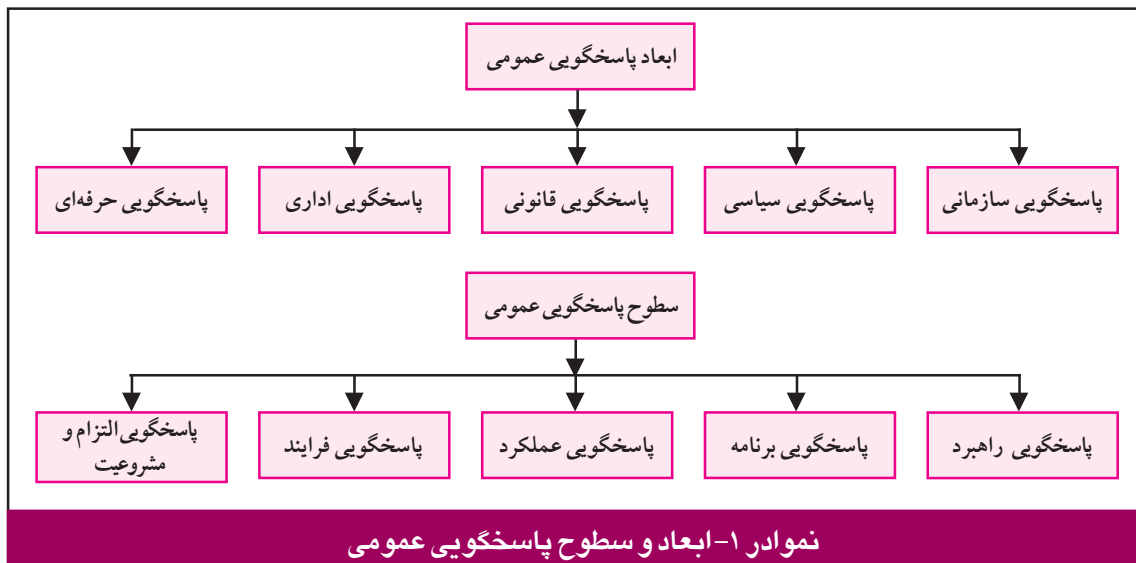 ابعاد پاسخگویی عمومی
پاسخگویی سازمانی
پاسخگویی سیاسی
پاسخگویی قانونی
پاسخگویی اداری
پاسخگویی حرفه‌ای
سطوح پاسخگویی عمومی
پاسخگویی راهبرد
پاسخگویی برنامه
پاسخگویی عملکرد
پاسخگویی فرایند
پاسخگویی التزام و
مشروعیت
نموادر ۱-ابعاد و سطوح پاسخگویی عمومی